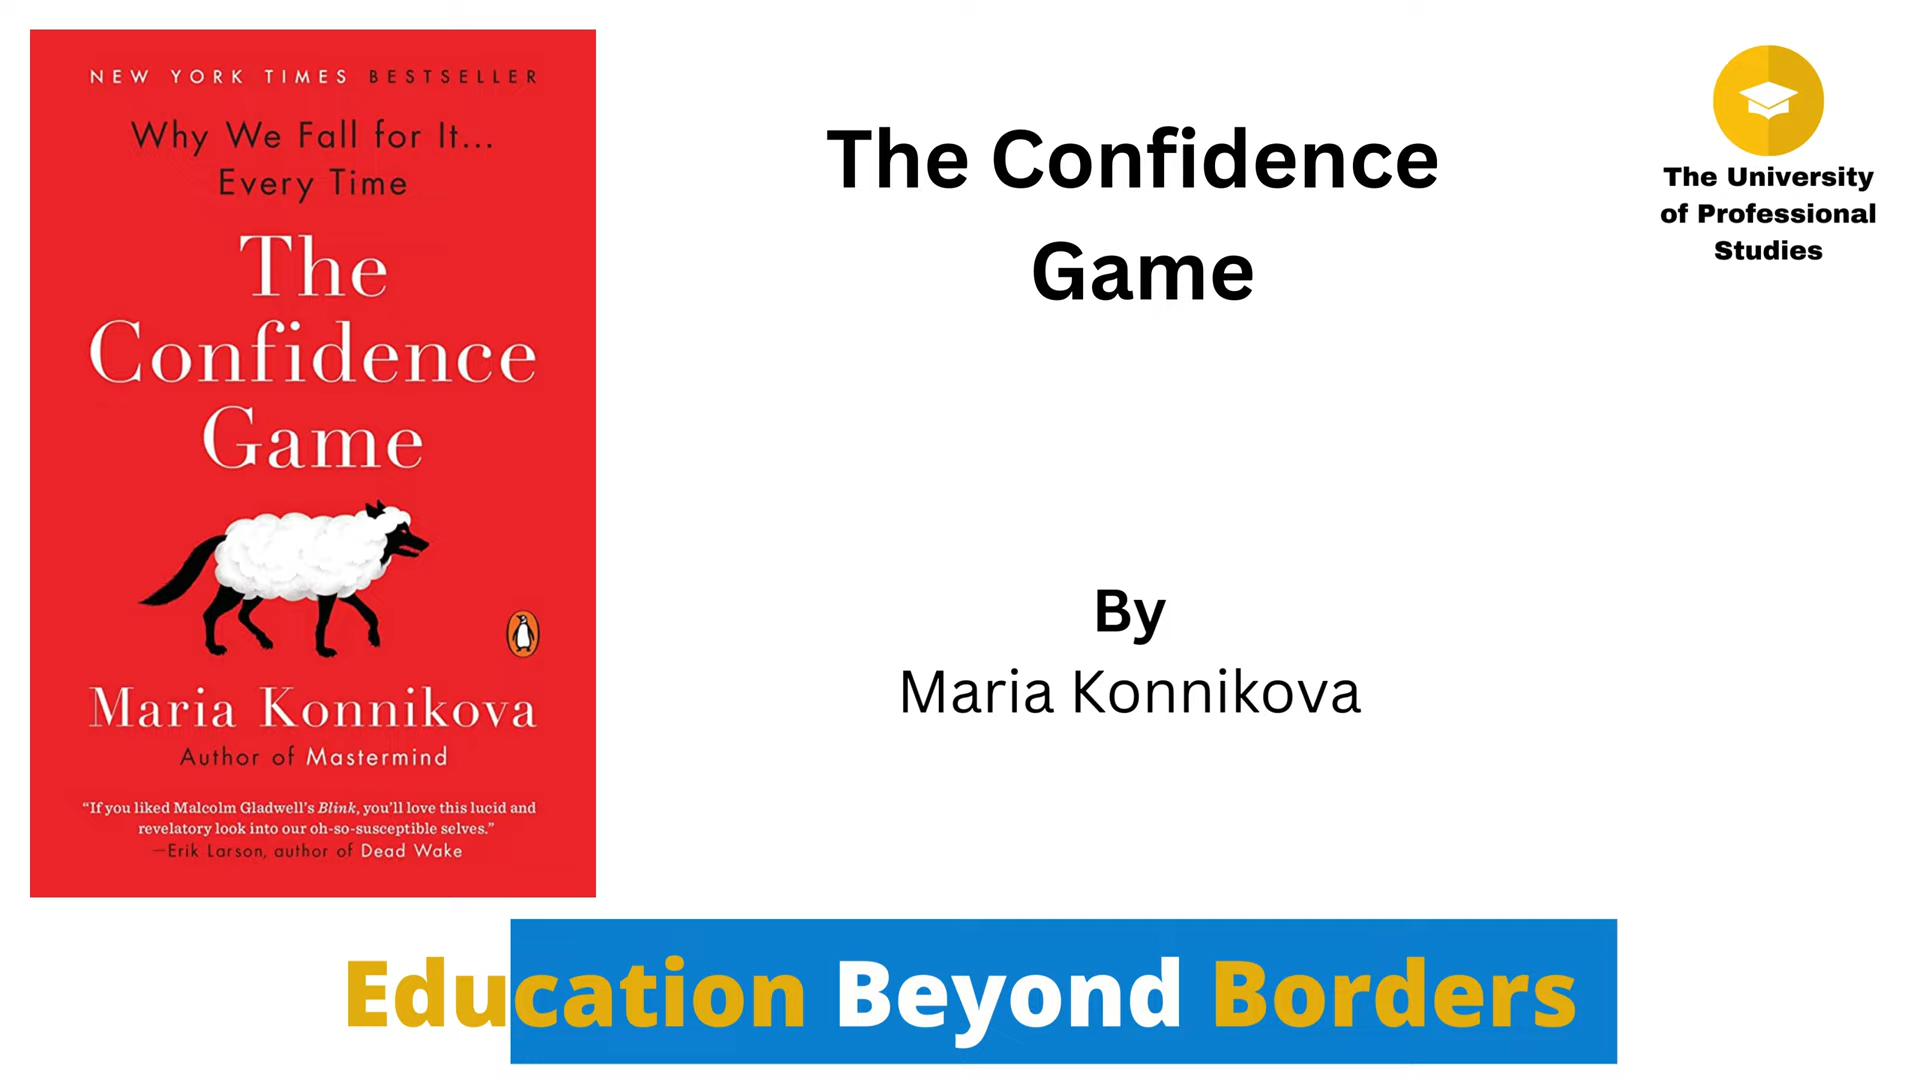 NEW YORK TIMES BESTSELLER
Why We Fall for It...
Every Time
The
Confidence
Game
Maria Konnikova
Author of Mastermind
“If you liked Malcolm Gladwell’s Blink, you’ll love this lucid and
revelatory look into our oh-so-susceptible selves.”
—Erik Larson, author of Dead Wake
The Confidence
Game
By
Maria Konnikova
The University
of Professional
Studies
Education Beyond Borders